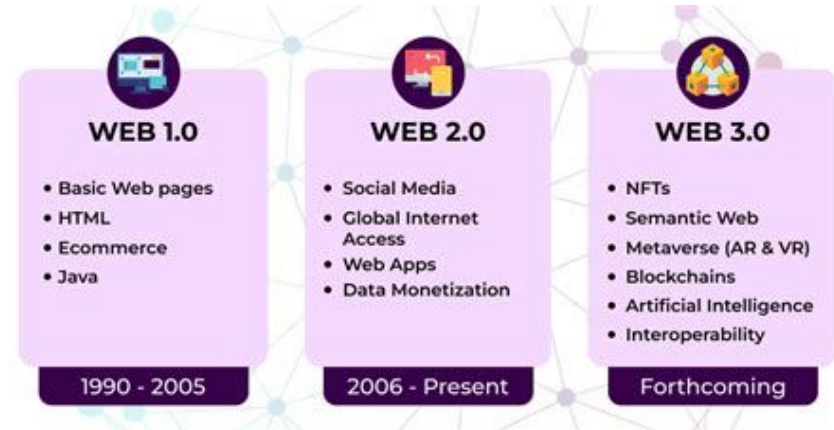 WEB 1.0
• Basic Web pages
• HTML
• Ecommerce
• Java
1990 - 2005
WEB 2.0
• Social Media
• Global Internet
Access
• Web Apps
• Data Monetization
2006 - Present
WEB 3.0
• NFTs
• Semantic Web
• Metaverse (AR & VR)
• Blockchains
• Artificial Intelligence
• Interoperability
Forthcoming